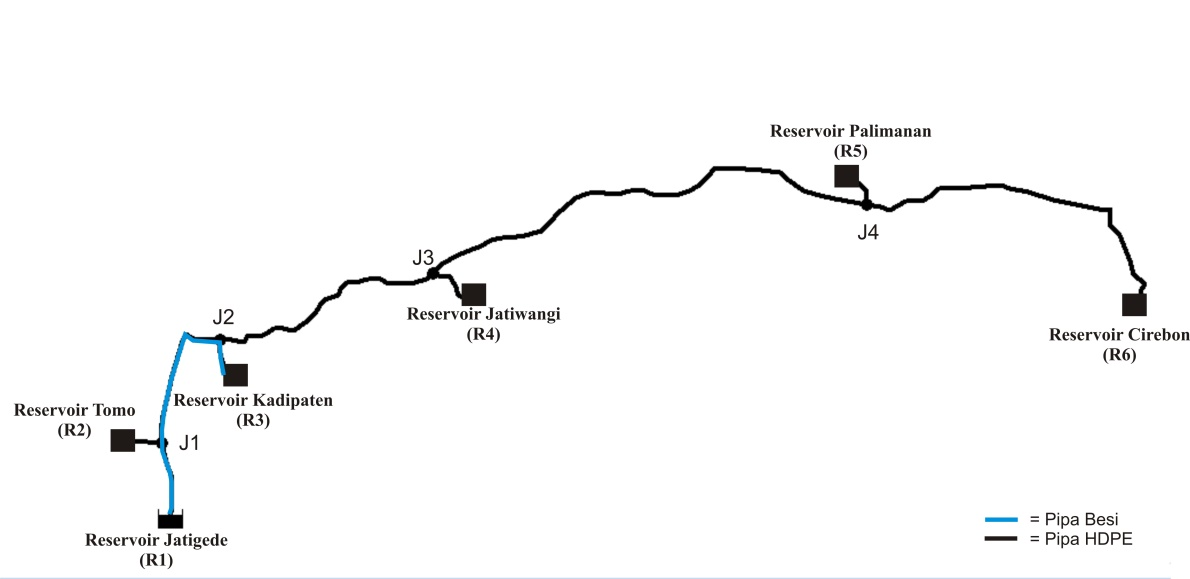 Reservoir Palimanan
(R5)
J4
J3
Reservoir Jatiwangi
(R4)
J2
Reservoir Cirebon
(R6)
Reservoir Kadipaten
(R3)
Reservoir Tomo
(R2)
J1
Reservoir Jatigede
(R1)
= Pipa Besi
= Pipa HDPE